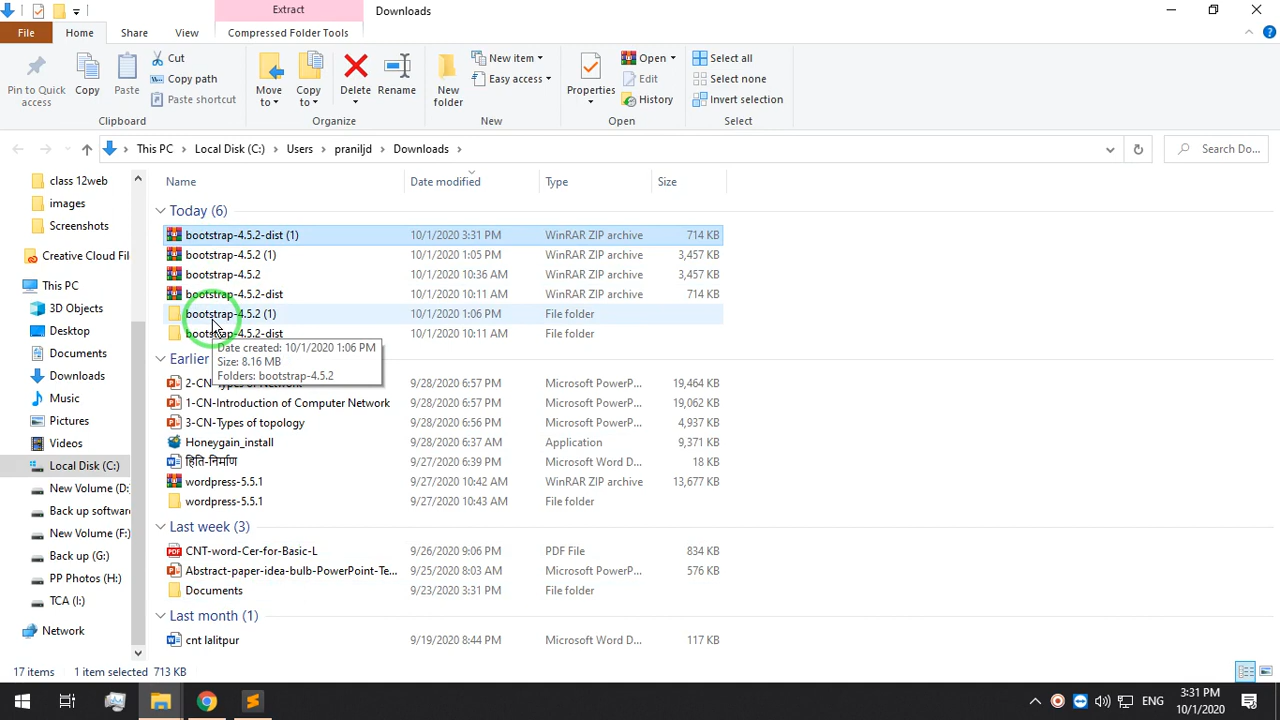 Extract
Downloads
File
Home
Share
View
Compressed Folder Tools
Pin to Quick access
Copy
Paste
Cut
Copy path
Paste shortcut
Clipboard
Move to
Copy to
Delete
Rename
Organize
New folder
New item
Easy access
New
Properties
Open
Edit
History
Open
Select all
Select none
Invert selection
Select
This PC
Local Disk (C:)
Users
praniljd
Downloads
Search Do...
class 12web
images
Screenshots
Creative Cloud Fil
This PC
3D Objects
Desktop
Documents
Downloads
Music
Pictures
Videos
Local Disk (C:)
New Volume (D:
Back up softwar
New Volume (F:)
Back up (G:)
PP Photos (H:)
TCA (I:)
Network
Name Date modified Type Size
Today (6)
bootstrap-4.5.2-dist (1) 10/1/2020 3:31 PM WinRAR ZIP archive 714 KB
bootstrap-4.5.2 (1) 10/1/2020 1:05 PM WinRAR ZIP archive 3,457 KB
bootstrap-4.5.2 10/1/2020 10:36 AM WinRAR ZIP archive 3,457 KB
bootstrap-4.5.2-dist 10/1/2020 10:11 AM WinRAR ZIP archive 714 KB
bootstrap-4.5.2 (1) 10/1/2020 1:06 PM File folder
bootstrap-4.5.2-dist 10/1/2020 10:11 AM File folder
Date created: 10/1/2020 1:06 PM
Size: 8.16 MB
Folders: bootstrap-4.5.2
Earlier
2-CN-Types of Network 9/28/2020 6:57 PM Microsoft PowerP... 19,464 KB
1-CN-Introduction of Computer Network 9/28/2020 6:57 PM Microsoft PowerP... 19,062 KB
3-CN-Types of topology 9/28/2020 6:56 PM Microsoft PowerP... 4,937 KB
Honeygain_install 9/28/2020 6:37 AM Application 9,371 KB
हिति-निर्माण 9/27/2020 6:39 PM Microsoft Word D... 18 KB
wordpress-5.5.1 9/27/2020 10:42 AM WinRAR ZIP archive 13,677 KB
wordpress-5.5.1 9/27/2020 10:43 AM File folder
Last week (3)
CNT-word-Cer-for-Basic-L 9/26/2020 9:06 PM PDF File 834 KB
Abstract-paper-idea-bulb-PowerPoint-Te... 9/25/2020 8:03 AM Microsoft PowerP... 576 KB
Documents 9/23/2020 3:31 PM File folder
Last month (1)
cnt lalitpur 9/19/2020 8:44 PM Microsoft Word D... 117 KB
17 items 1 item selected 713 KB
ENG
3:31 PM
10/1/2020